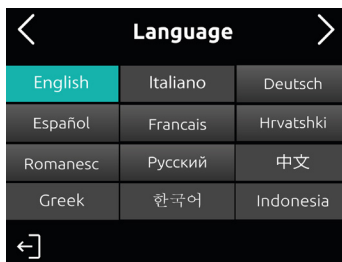 Language
English Italiano Deutsch
Español Francais Hrvatshki
Romanesc Русский 中文
Greek 한국어 Indonesia